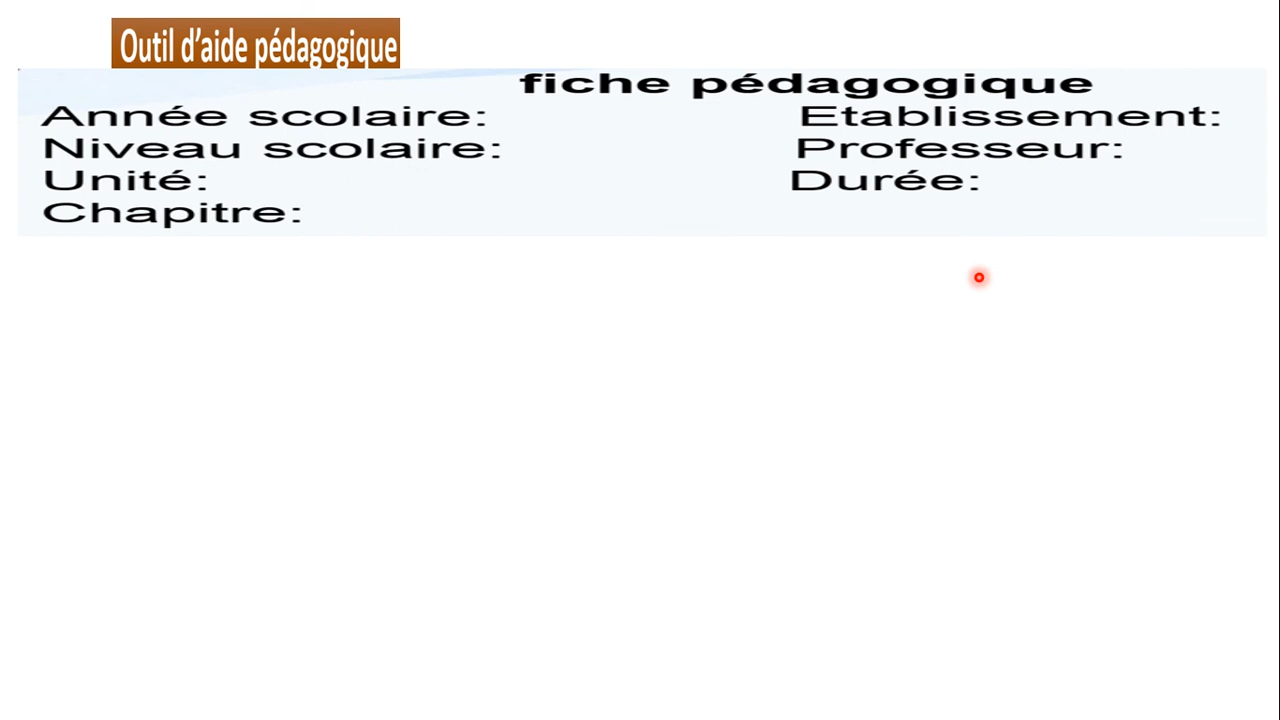 Outil d'aide pédagogique
fiche pédagogique
Année scolaire: Etablissement:
Niveau scolaire: Professeur:
Unité: Durée:
Chapitre: